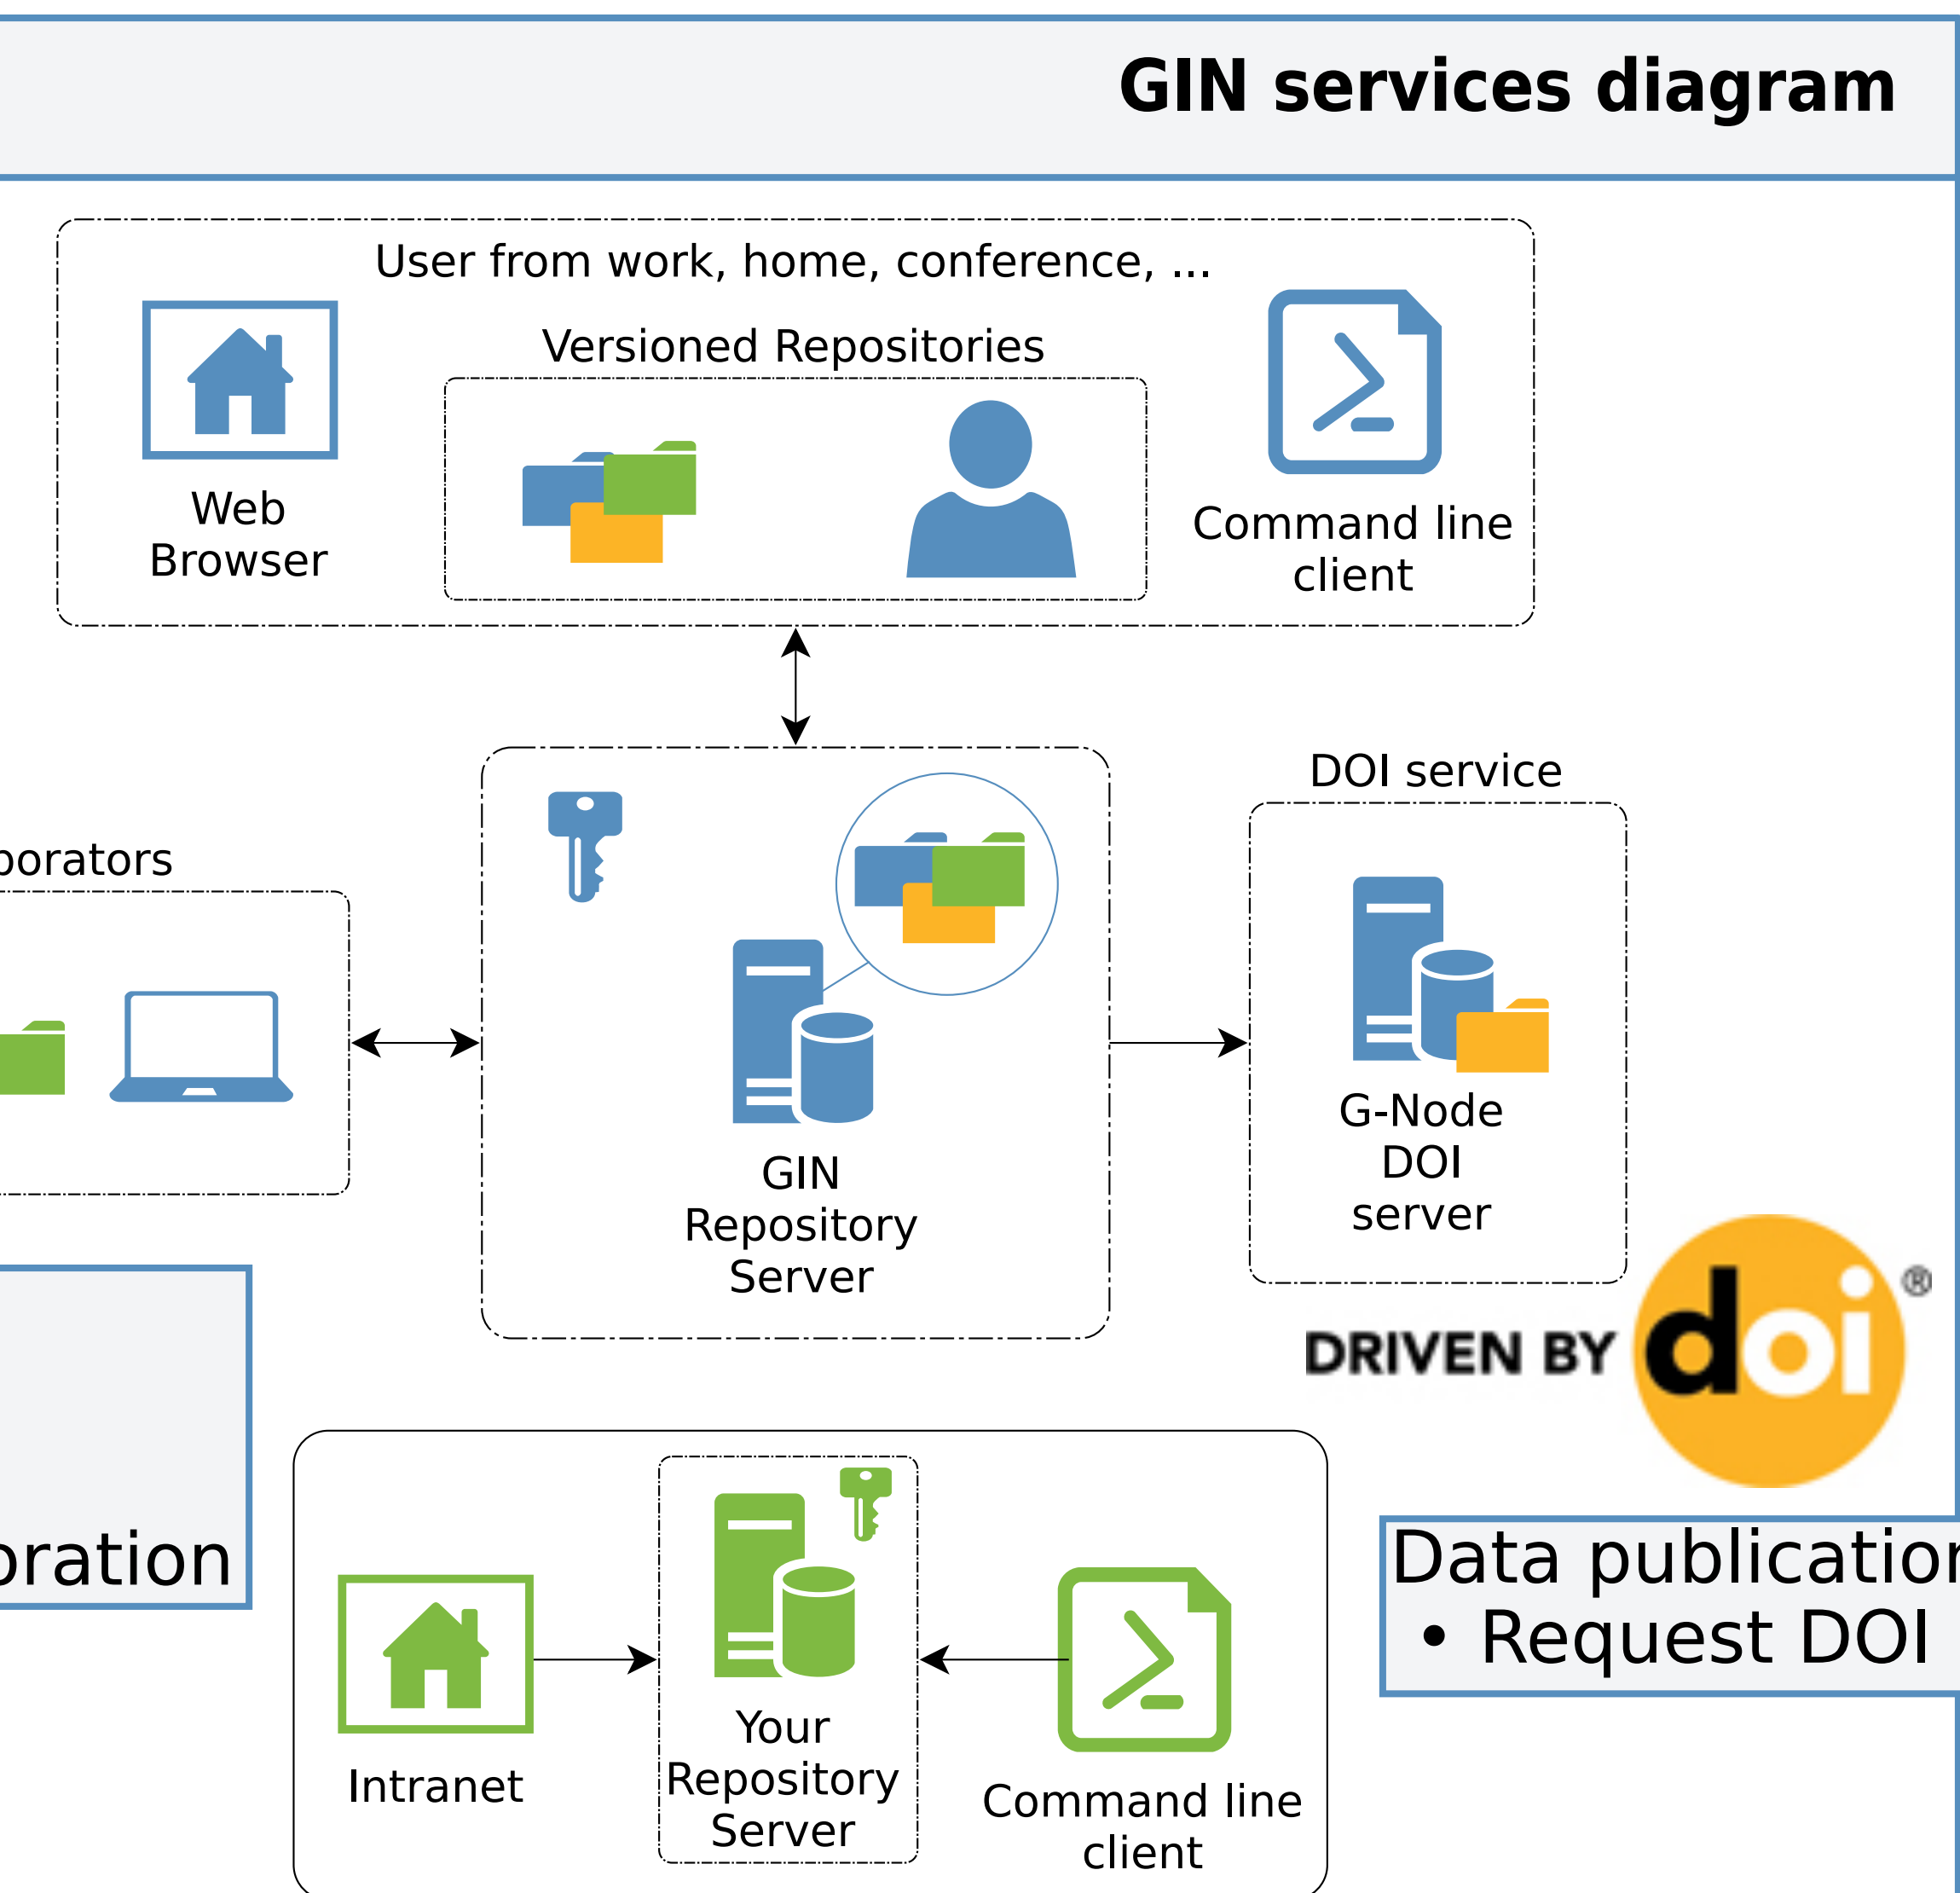 GIN services diagram
User from work, home, conference, ...
Versioned Repositories
Web
Browser
Command line
client
DOI service
borators
G-Node
DOI
server
GIN
Repository
Server
DRIVEN BY doi®
oration
Data publication
• Request DOI
Your
Repository
Server
Intranet
Command line
client